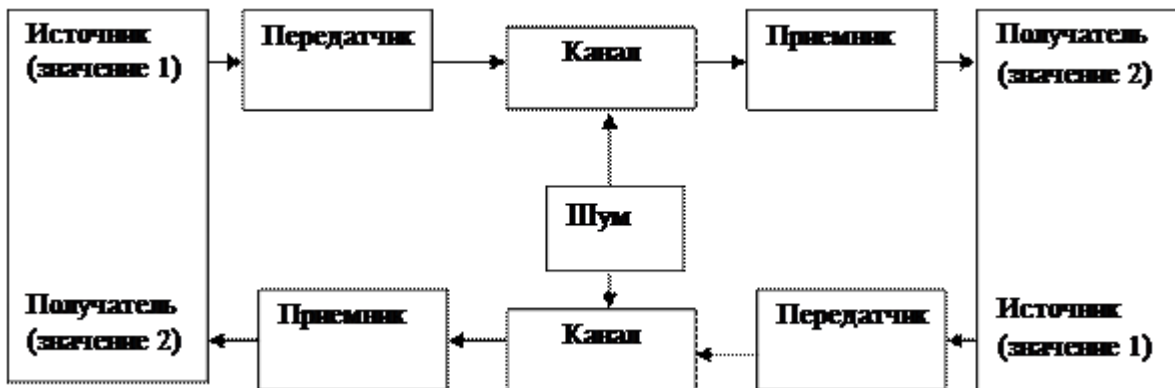 Источник
(значение 1)
Передатчик
Канал
Приемник
Получатель
(значение 2)
Шум
Получатель
(значение 2)
Приемник
Канал
Передатчик
Источник
(значение 1)